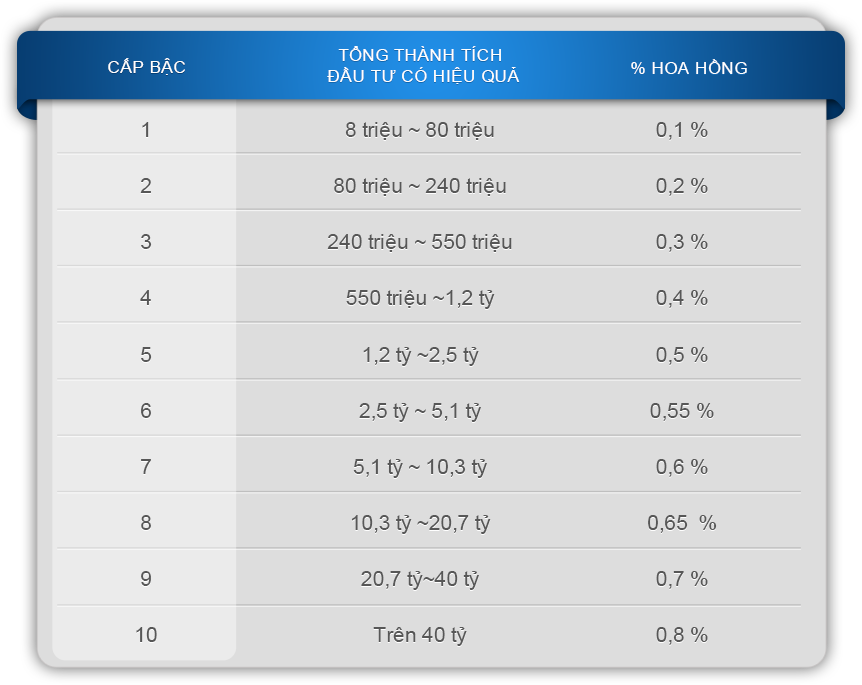 CẤP BẬC
TỔNG THÀNH TÍCH
ĐẦU TƯ CÓ HIỆU QUẢ
% HOA HỒNG
1 8 triệu ~ 80 triệu 0,1 %
2 80 triệu ~ 240 triệu 0,2 %
3 240 triệu ~ 550 triệu 0,3 %
4 550 triệu ~1,2 tỷ 0,4 %
5 1,2 tỷ ~2,5 tỷ 0,5 %
6 2,5 tỷ ~ 5,1 tỷ 0,55 %
7 5,1 tỷ ~ 10,3 tỷ 0,6 %
8 10,3 tỷ ~20,7 tỷ 0,65 %
9 20,7 tỷ~40 tỷ 0,7 %
10 Trên 40 tỷ 0,8 %